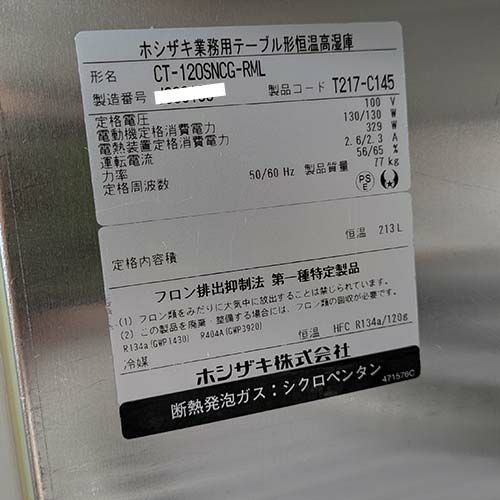 ホシザキ業務用テーブル形恒温高湿庫
形名 CT-120SNCG-RML
製造番号 製品コード T217-C145
定格電圧 100 V
電動機定格消費電力 130/130 W
電熱装置定格消費電力 329 W
運転電流 2.6/2.3 A
力率 56/65 %
定格周波数 50/60 Hz 製品質量 77 kg
PS
E
定格内容積 恒温 213L
フロン排出抑制法 第一種特定製品
(1) フロン類をみだりに大気中に放出することは禁じられています。
(2) この製品を廃棄・整備する場合には、フロン類の回収が必要です。
R134a(GWP1430) R404A(GWP3920)
冷媒 恒温 HFC R134a/120g
ホシザキ株式会社
断熱発泡ガス：シクロペンタン
471576C